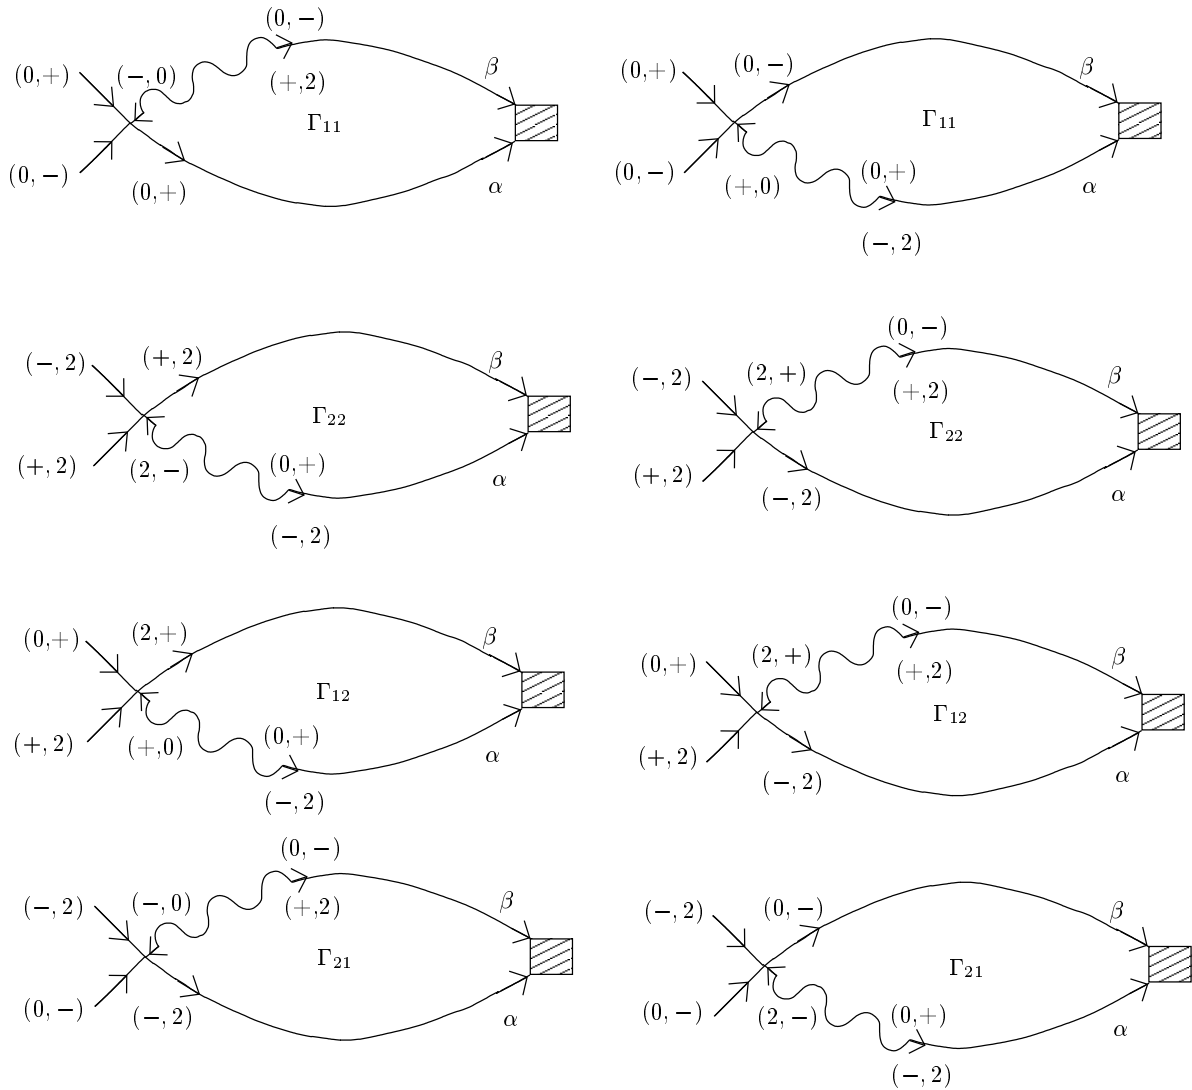 (0,−)
(0,+) (−,0) β
(+,2)
Γ11
(0,−) (0,+) α
(0,+) (0,−) β
Γ11
(0,−) (+,0) (0,+) α
(−,2)
(−,2) (+,2) β
Γ22
(+,2) (2,−) (0,+) α
(−,2)
(0,−)
(−,2) (2,+) (+,2) β
Γ22
(+,2) (−,2) α
(0,+) (2,+) β
Γ12
(+,2) (+,0) (0,+) α
(−,2)
(0,−)
(0,+) (2,+) (+,2) β
Γ12
(+,2) (−,2) α
(0,−)
(−,2) (−,0) (+,2) β
Γ21
(0,−) (−,2) α
(−,2) (0,−) β
Γ21
(0,−) (2,−) (0,+) α
(−,2)